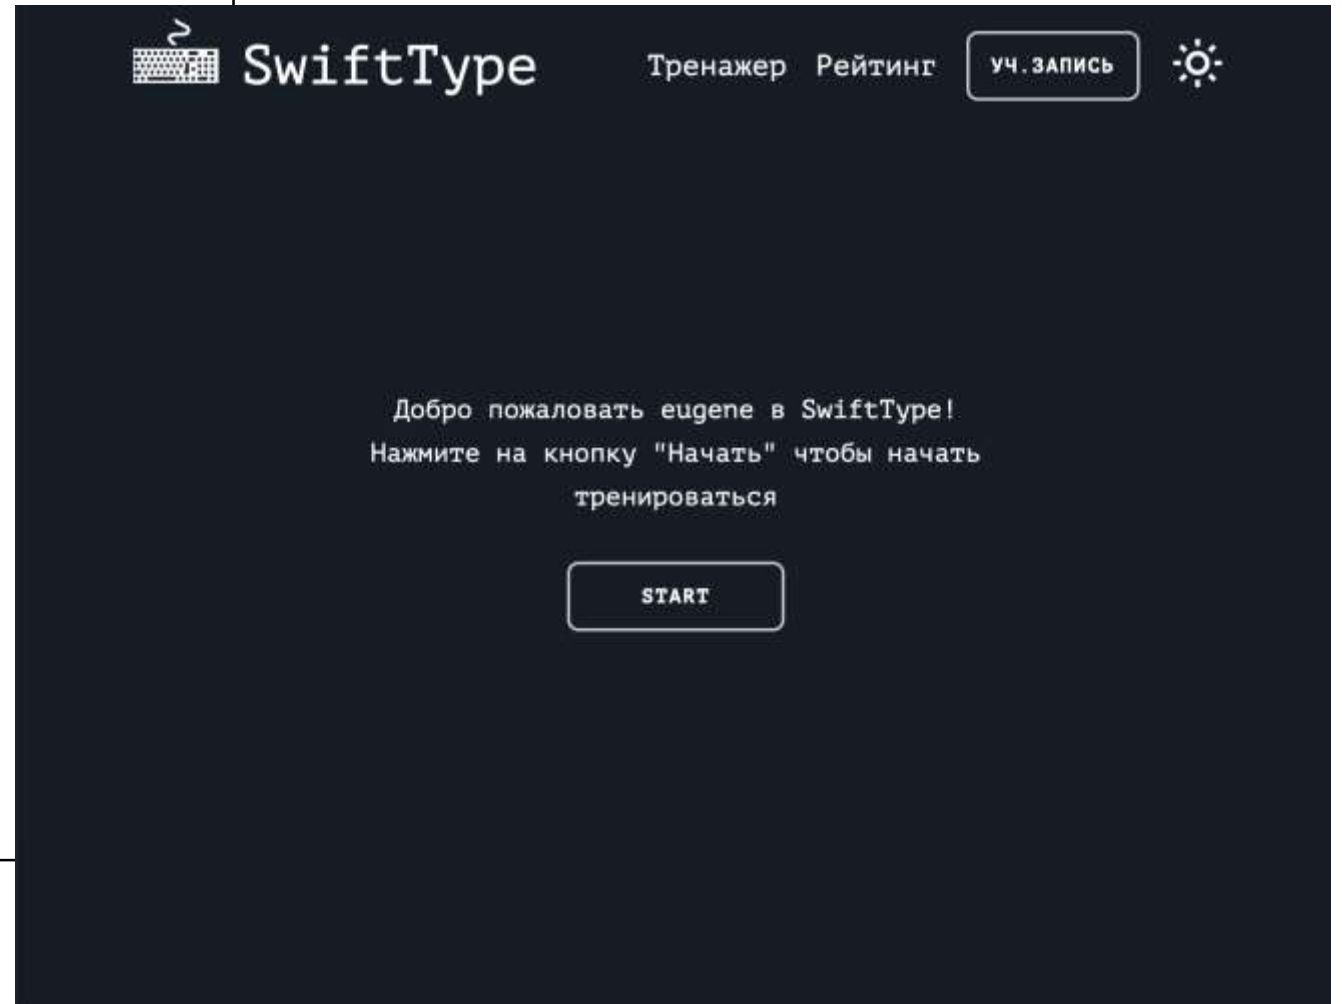 SwiftType
Тренажер
Рейтинг
УЧ.ЗАПИСЬ
Добро пожаловать eugene в SwiftType!
Нажмите на кнопку "Начать" чтобы начать
тренироваться
START